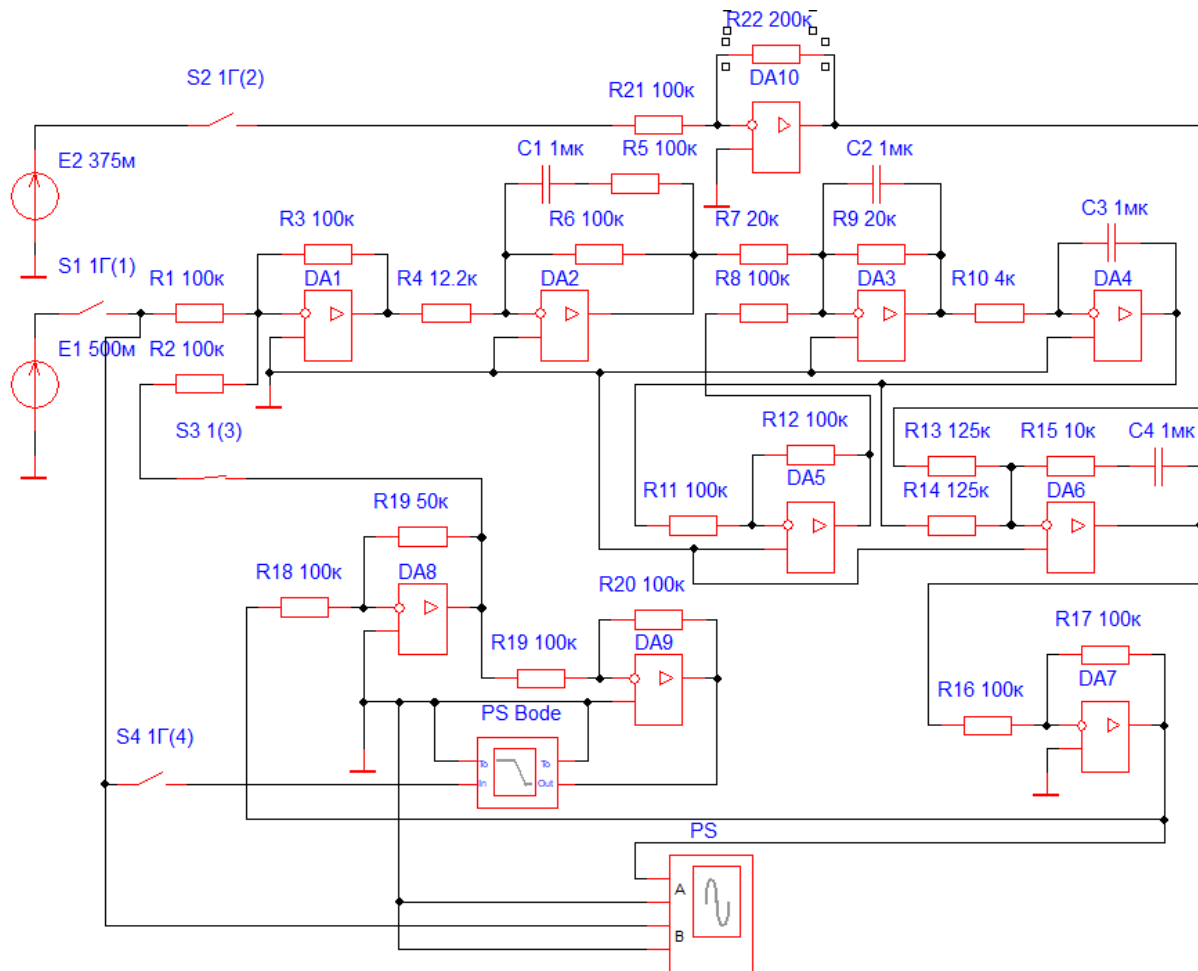 R22 200к
DA10
S2 1Г(2)
R21 100к
C1 1мк
R5 100к
C2 1мк
E2 375м
R3 100к
R6 100к
R7 20к
R9 20к
C3 1мк
S1 1Г(1)
R1 100к
DA1
R4 12.2к
DA2
R8 100к
DA3
R10 4к
DA4
E1 500м
R2 100к
S3 1(3)
R12 100к
R13 125к
R15 10к
C4 1мк
R11 100к
DA5
R14 125к
DA6
R19 50к
R18 100к
DA8
R20 100к
R19 100к
DA9
R17 100к
R16 100к
DA7
PS Bode
S4 1Г(4)
To
To
In
Out
PS
A
B